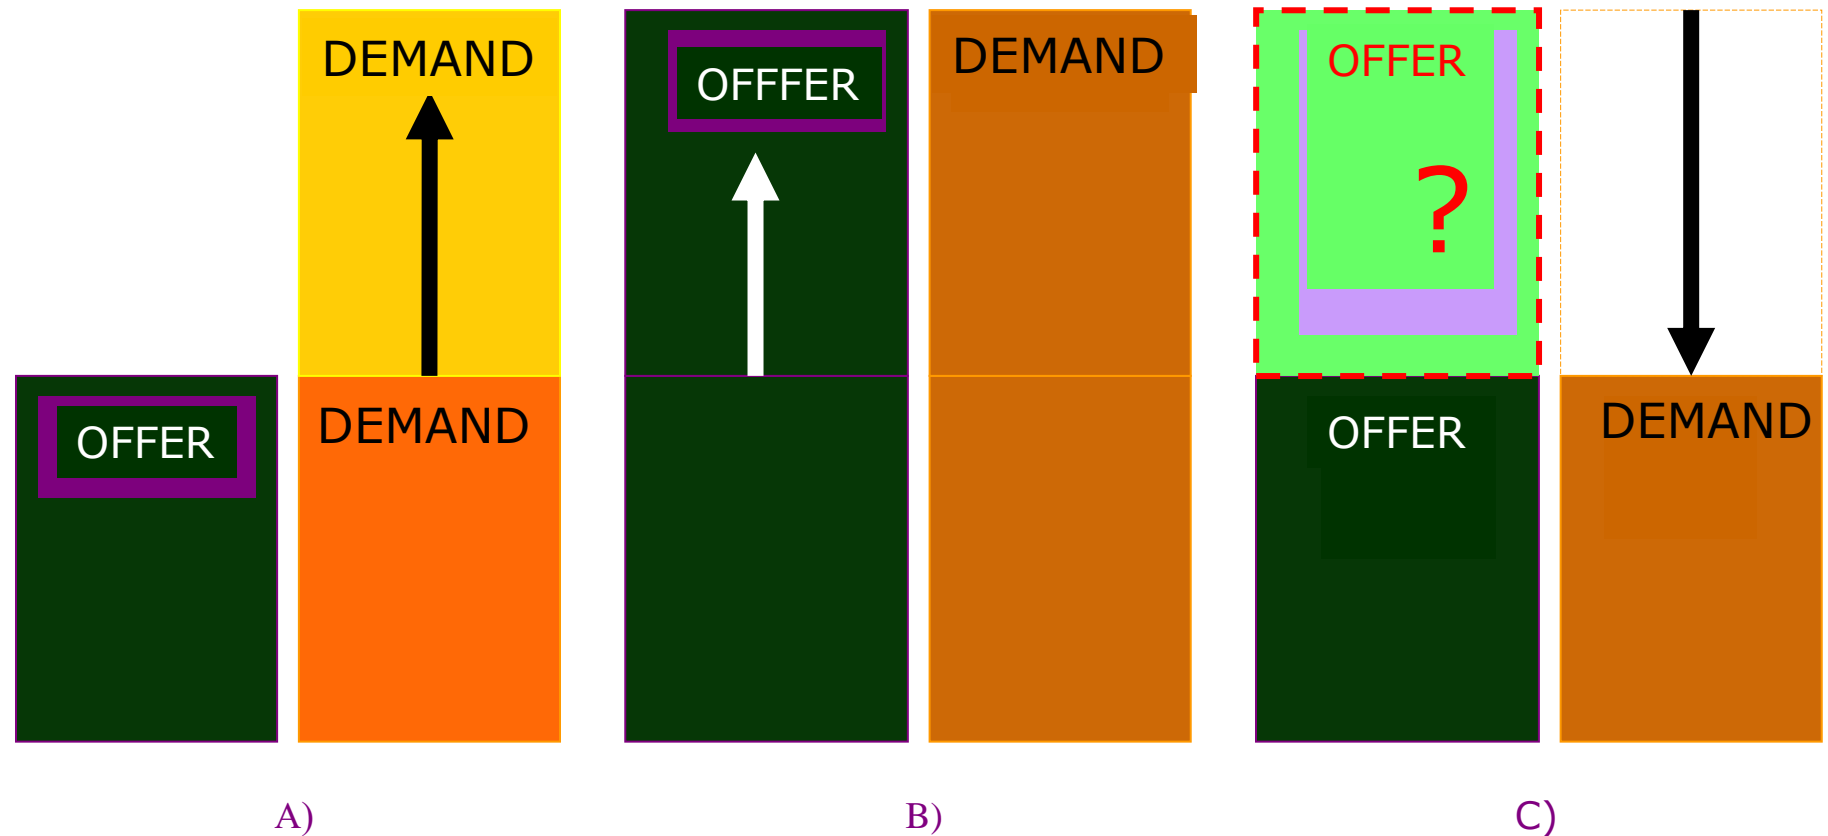 DEMAND
OFFER
DEMAND
A)
OFFFER
DEMAND
B)
OFFER
?
OFFER
DEMAND
C)